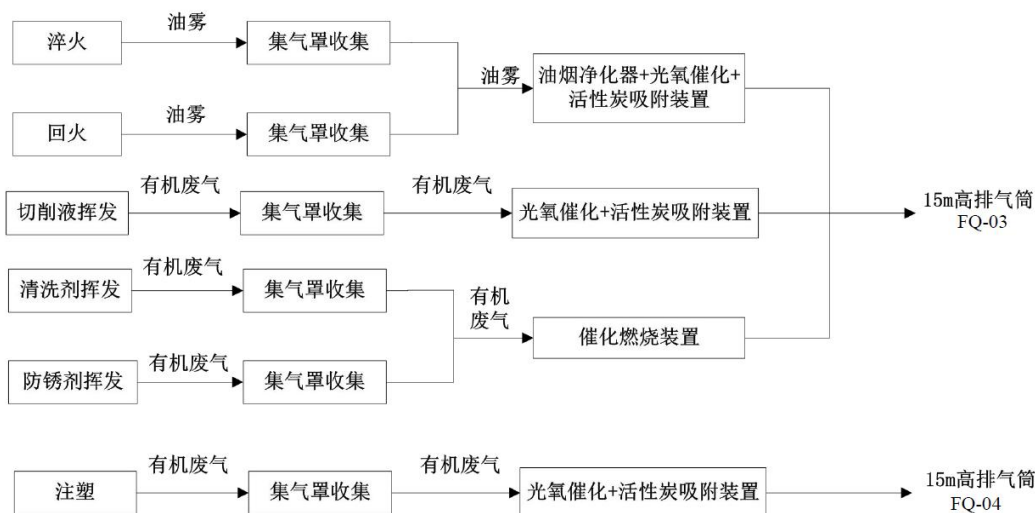 淬火
油雾
集气罩收集
回火
油雾
集气罩收集
油雾
油烟净化器+光氧催化+
活性炭吸附装置
切削液挥发
有机废气
集气罩收集
有机废气
光氧催化+活性炭吸附装置
15m高排气筒
FQ-03
清洗剂挥发
有机废气
集气罩收集
防锈剂挥发
有机废气
集气罩收集
有机
废气
催化燃烧装置
注塑
有机废气
集气罩收集
有机废气
光氧催化+活性炭吸附装置
15m高排气筒
FQ-04